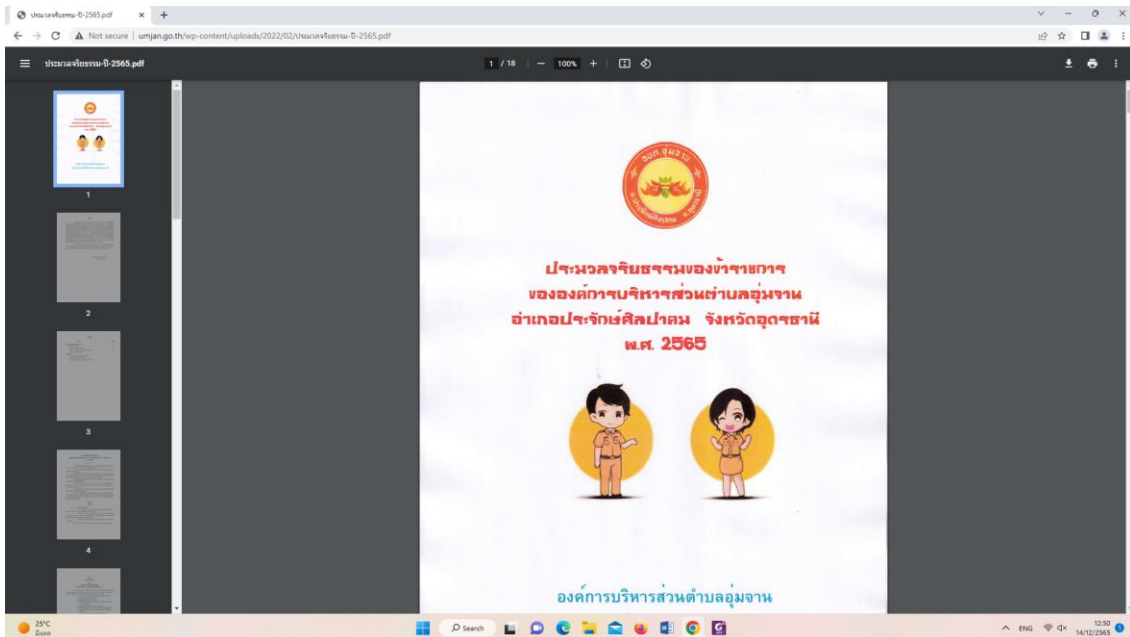 ประมวลจริยธรรม-ปี-2565.pdf
Not secure | umjan.go.th/wp-content/uploads/2022/02/ประมวลจริยธรรม-ปี-2565.pdf
ประมวลจริยธรรม-ปี-2565.pdf
1 / 18
100%
1
2
3
4
ประมวลจริยธรรมของข้าราชการ
ขององค์การบริหารส่วนตำบลอุ่มจาน
อำเภอประจักษ์ศิลปาคม จังหวัดอุดรธานี
พ.ศ. 2565
องค์การบริหารส่วนตำบลอุ่มจาน
25°C
Search
ENG
12:50
14/12/2565